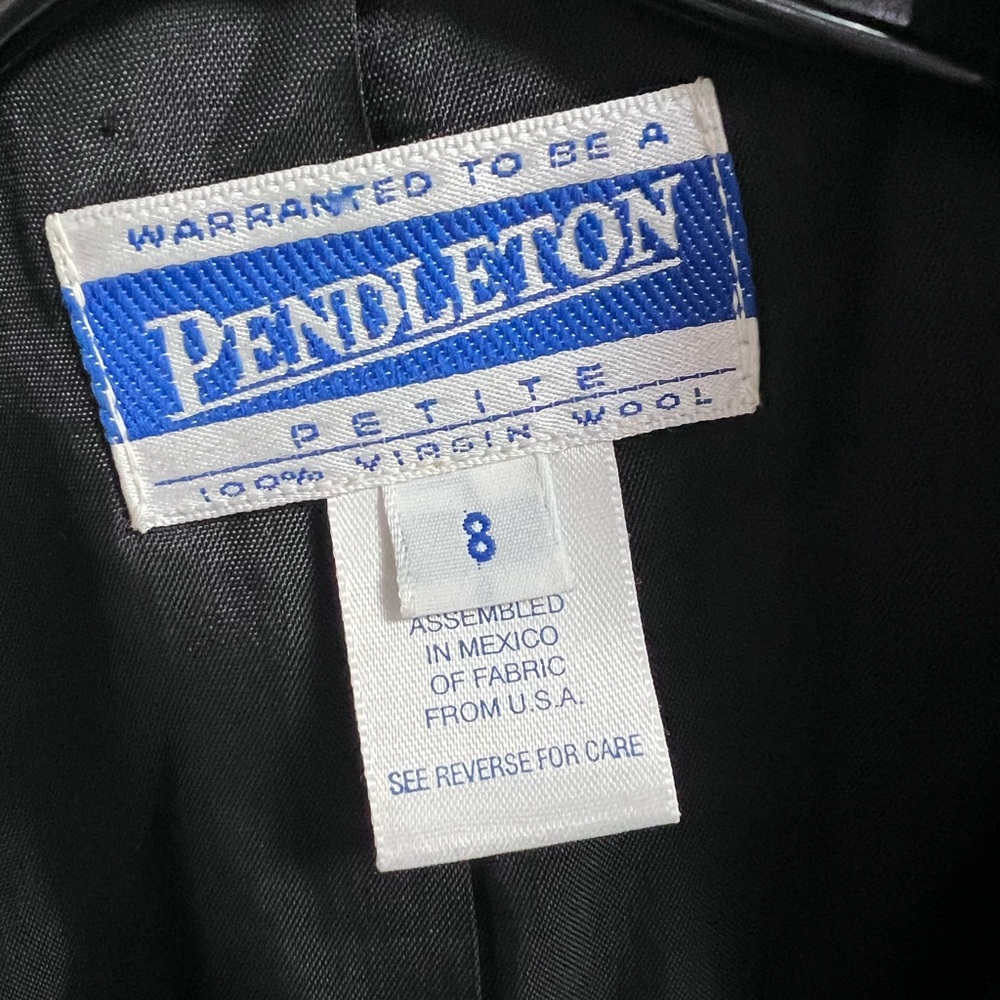 WARRANTED TO BE A
PENDLETON
PETITE
100% VIRGIN WOOL
8
ASSEMBLED
IN MEXICO
OF FABRIC
FROM U.S.A.
SEE REVERSE FOR CARE